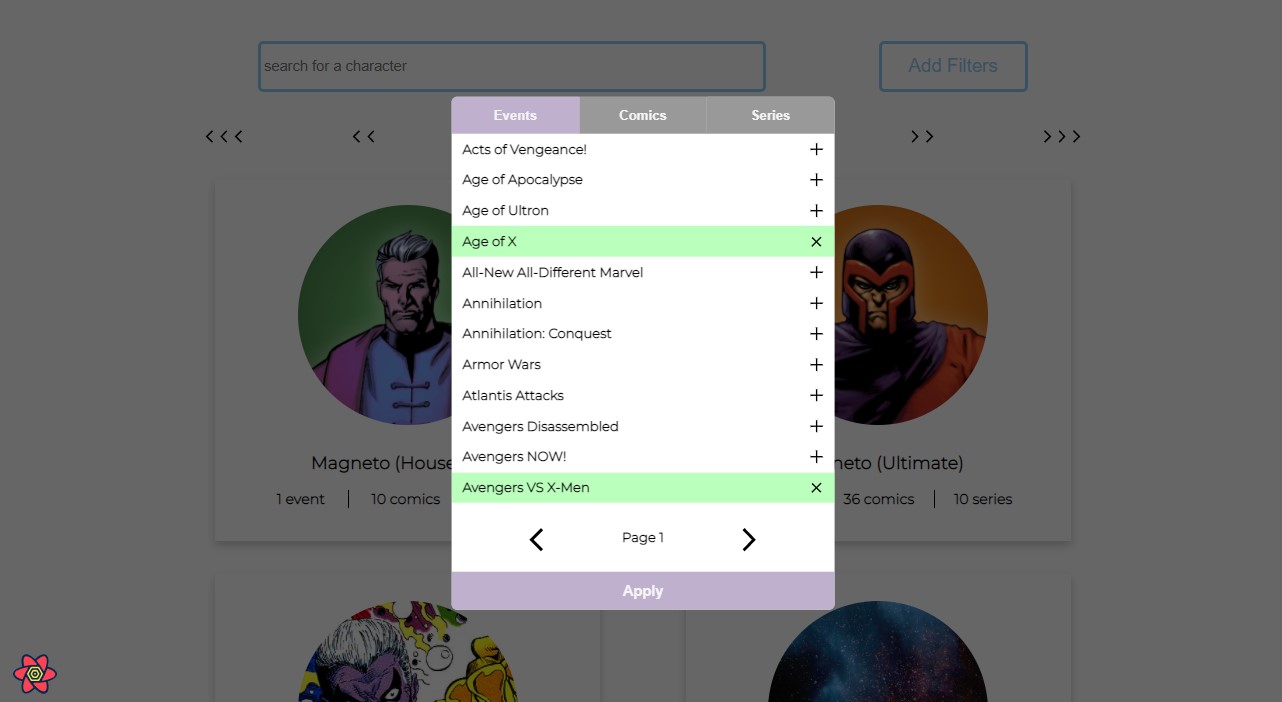 search for a character
Add Filters
Events Comics Series
Acts of Vengeance!
Age of Apocalypse
Age of Ultron
Age of X
All-New All-Different Marvel
Annihilation
Annihilation: Conquest
Armor Wars
Atlantis Attacks
Avengers Disassembled
Avengers NOW!
Avengers VS X-Men
Page 1
Apply
Magneto (House
1 event | 10 comics
neto (Ultimate)
36 comics | 10 series